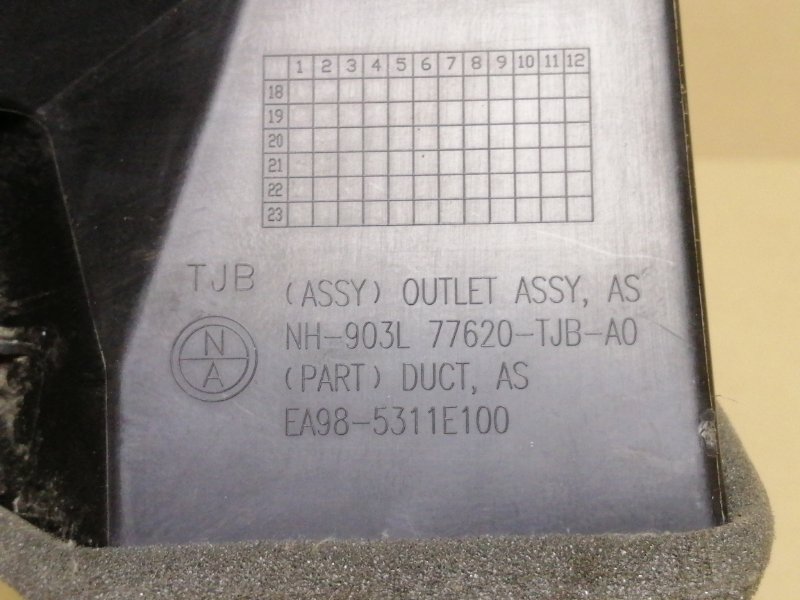 1 2 3 4 5 6 7 8 9 10 11 12
18
19
20
21
22
23
TJB
(ASSY) OUTLET ASSY, AS
N
A
NH-903L 77620-TJB-A0
(PART) DUCT, AS
EA98-5311E100